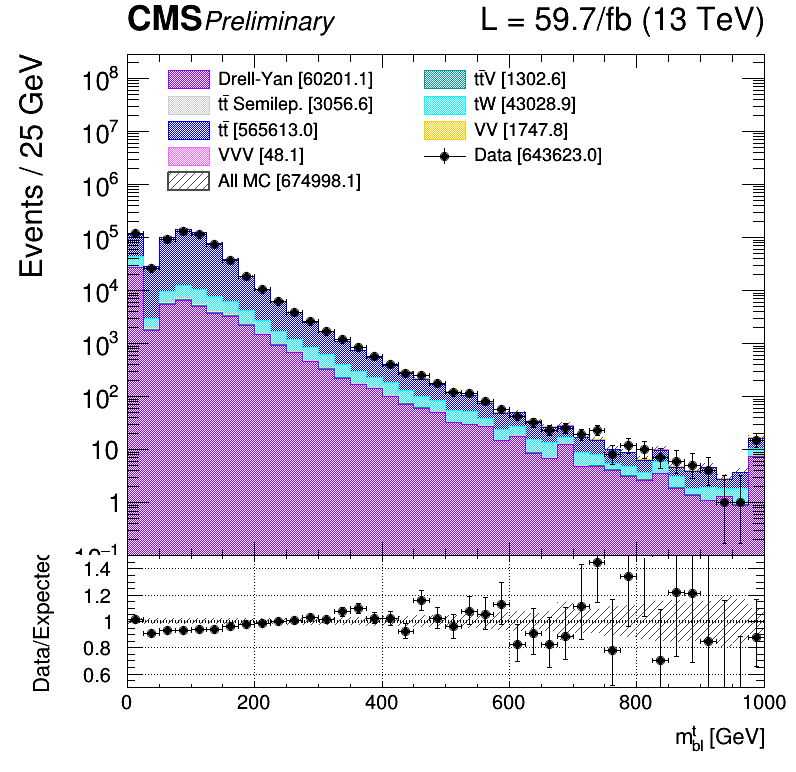 CMS Preliminary L = 59.7/fb (13 TeV)
Events / 25 GeV
Drell-Yan [60201.1]
tt̄ Semilep. [3056.6]
tt̄ [565613.0]
VVV [48.1]
All MC [674998.1]
tt̄V [1302.6]
tW [43028.9]
VV [1747.8]
Data [643623.0]
10⁸
10⁷
10⁶
10⁵
10⁴
10³
10²
10
1
10⁻¹
Data/Expected
1.4
1.2
1
0.8
0.6
0 200 400 600 800 1000
mᵗbl [GeV]